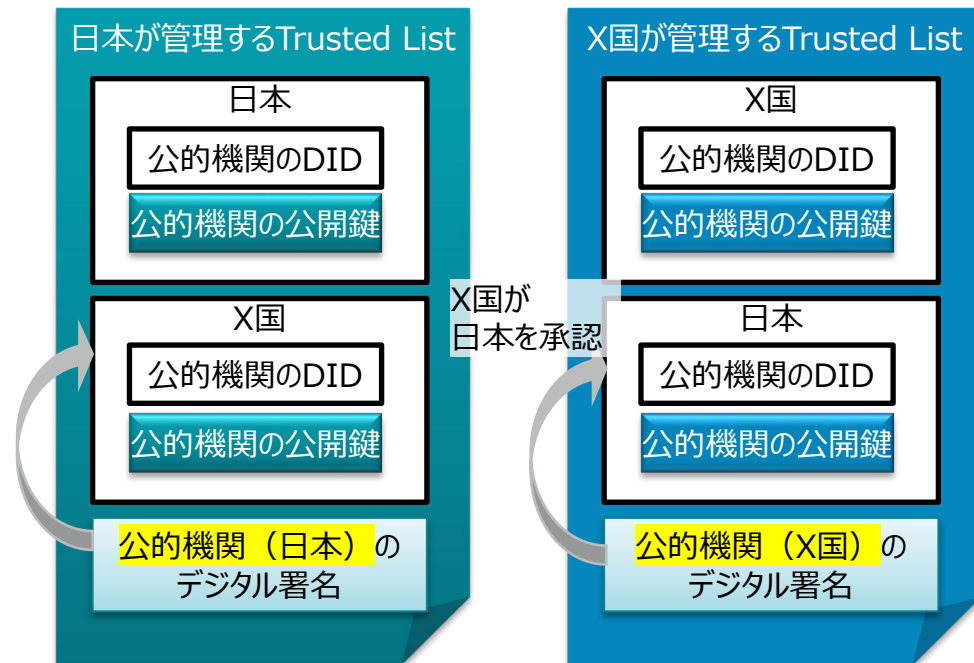 日本が管理するTrusted List
日本
公的機関のDID
公的機関の公開鍵
X国
公的機関のDID
公的機関の公開鍵
公的機関（日本）の
デジタル署名
X国が
日本を承認
X国が管理するTrusted List
X国
公的機関のDID
公的機関の公開鍵
日本
公的機関のDID
公的機関の公開鍵
公的機関（X国）の
デジタル署名